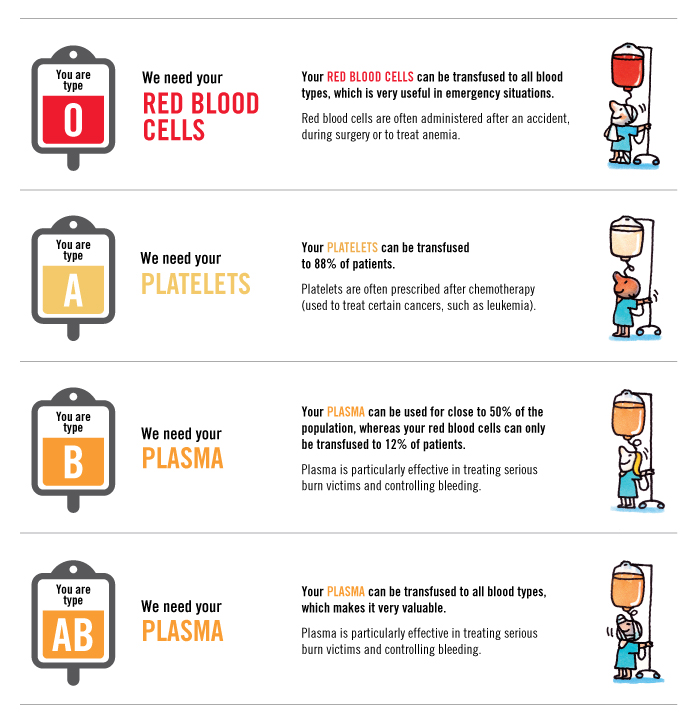 You are
type
O
We need your
RED BLOOD
CELLS
Your RED BLOOD CELLS can be transfused to all blood
types, which is very useful in emergency situations.
Red blood cells are often administered after an accident,
during surgery or to treat anemia.
You are
type
A
We need your
PLATELETS
Your PLATELETS can be transfused
to 88% of patients.
Platelets are often prescribed after chemotherapy
(used to treat certain cancers, such as leukemia).
You are
type
B
We need your
PLASMA
Your PLASMA can be used for close to 50% of the
population, whereas your red blood cells can only
be transfused to 12% of patients.
Plasma is particularly effective in treating serious
burn victims and controlling bleeding.
You are
type
AB
We need your
PLASMA
Your PLASMA can be transfused to all blood types,
which makes it very valuable.
Plasma is particularly effective in treating serious
burn victims and controlling bleeding.